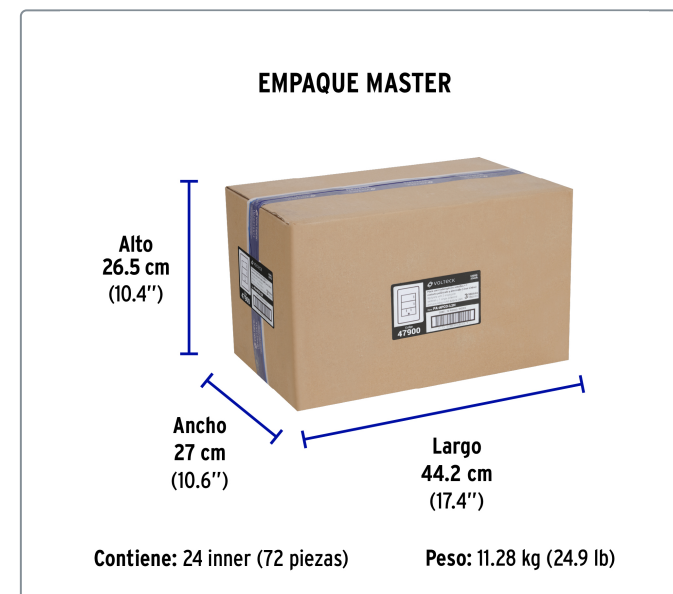 EMPAQUE MASTER
Alto
26.5 cm
(10.4’’)
VOLTECK
47900
47900
Ancho
27 cm
(10.6’’)
Largo
44.2 cm
(17.4’’)
Contiene: 24 inner (72 piezas)
Peso: 11.28 kg (24.9 lb)